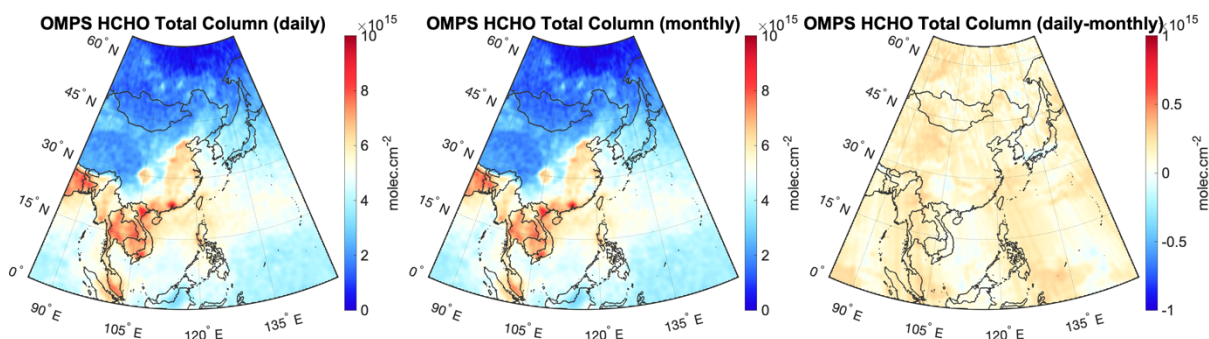 OMPS HCHO Total Column (daily)
×10^15
60° N
45° N
30° N
15° N
0°
90° E
105° E
120° E
135° E
10
8
6
4
2
0
molec.cm^-2
OMPS HCHO Total Column (monthly)
×10^15
60° N
45° N
30° N
15° N
0°
90° E
105° E
120° E
135° E
10
8
6
4
2
0
molec.cm^-2
OMPS HCHO Total Column (daily-monthly)
×10^15
60° N
45° N
30° N
15° N
0°
90° E
105° E
120° E
135° E
1
0.5
0
-0.5
-1
molec.cm^-2